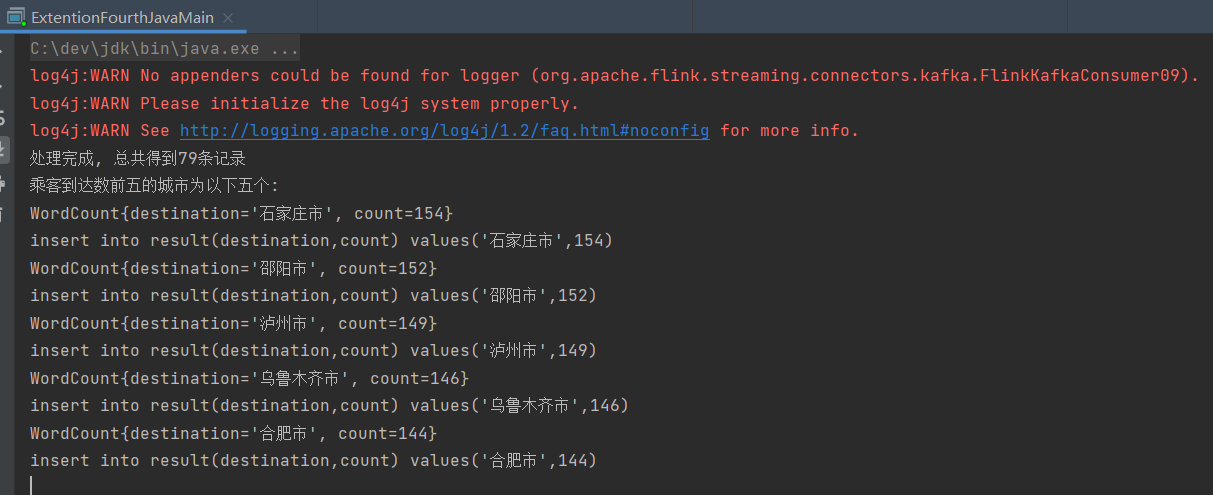 ExtentionFourthJavaMain
C:\dev\jdk\bin\java.exe ...
log4j:WARN No appenders could be found for logger (org.apache.flink.streaming.connectors.kafka.FlinkKafkaConsumer09).
log4j:WARN Please initialize the log4j system properly.
log4j:WARN See http://logging.apache.org/log4j/1.2/faq.html#noconfig for more info.
处理完成, 总共得到79条记录
乘客到达数前五的城市为以下五个:
WordCount{destination='石家庄市', count=154}
insert into result(destination,count) values('石家庄市',154)
WordCount{destination='邵阳市', count=152}
insert into result(destination,count) values('邵阳市',152)
WordCount{destination='泸州市', count=149}
insert into result(destination,count) values('泸州市',149)
WordCount{destination='乌鲁木齐市', count=146}
insert into result(destination,count) values('乌鲁木齐市',146)
WordCount{destination='合肥市', count=144}
insert into result(destination,count) values('合肥市',144)